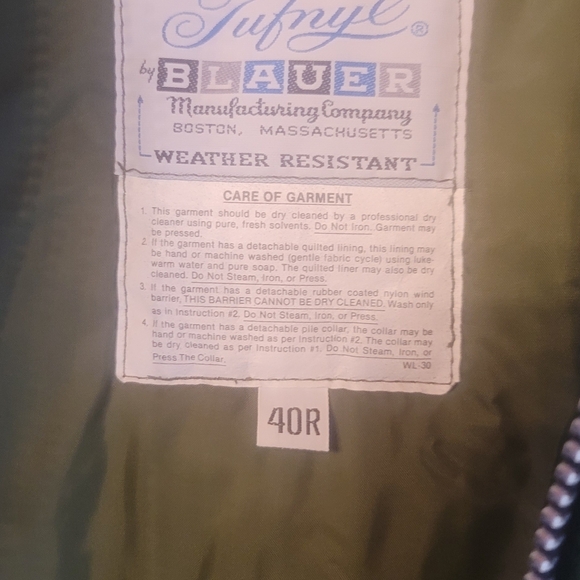 Tufnyl®
by BLAUER
Manufacturing Company
BOSTON, MASSACHUSETTS
WEATHER RESISTANT
CARE OF GARMENT
1. This garment should be dry cleaned by a professional dry
cleaner using pure, fresh solvents. Do Not Iron. Garment may
be pressed.
2. If the garment has a detachable quilted lining, this lining may
be hand or machine washed (gentle fabric cycle) using luke-
warm water and pure soap. The quilted liner may also be dry
cleaned. Do Not Steam, Iron, or Press.
3. If the garment has a detachable rubber coated nylon wind
barrier, THIS BARRIER CANNOT BE DRY CLEANED. Wash only
as in Instruction #2. Do Not Steam, Iron, or Press.
4. If the garment has a detachable pile collar, the collar may be
hand or machine washed as per Instruction #2. The collar may
be dry cleaned as per Instruction #1. Do Not Steam, Iron, or
Press The Collar.
WL-30
40R